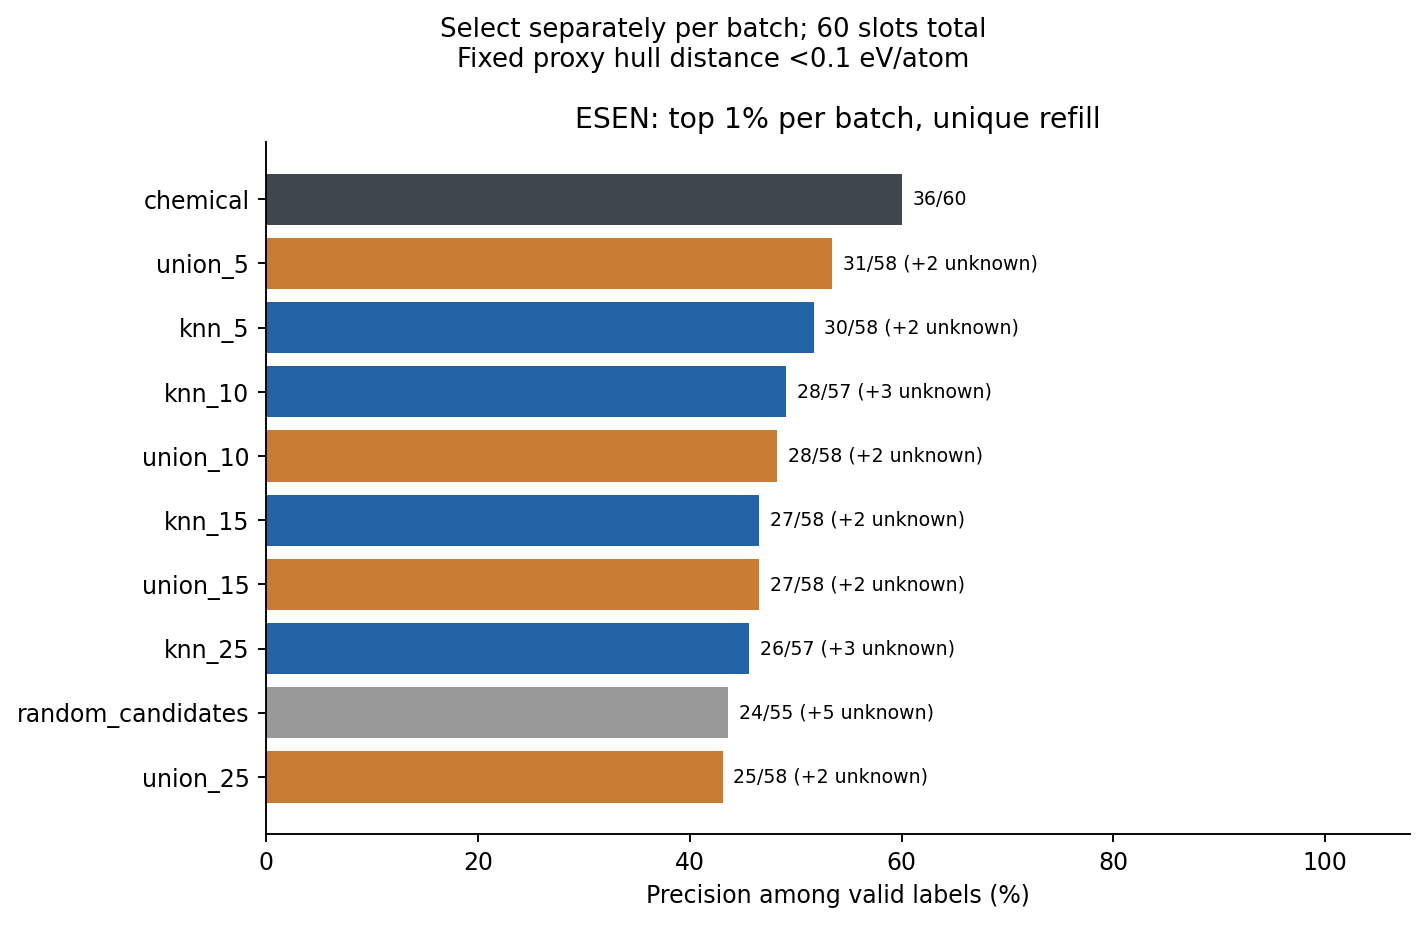 Select separately per batch; 60 slots total
Fixed proxy hull distance <0.1 eV/atom
ESEN: top 1% per batch, unique refill
chemical 36/60
union_5 31/58 (+2 unknown)
knn_5 30/58 (+2 unknown)
knn_10 28/57 (+3 unknown)
union_10 28/58 (+2 unknown)
knn_15 27/58 (+2 unknown)
union_15 27/58 (+2 unknown)
knn_25 26/57 (+3 unknown)
random_candidates 24/55 (+5 unknown)
union_25 25/58 (+2 unknown)
0 20 40 60 80 100
Precision among valid labels (%)